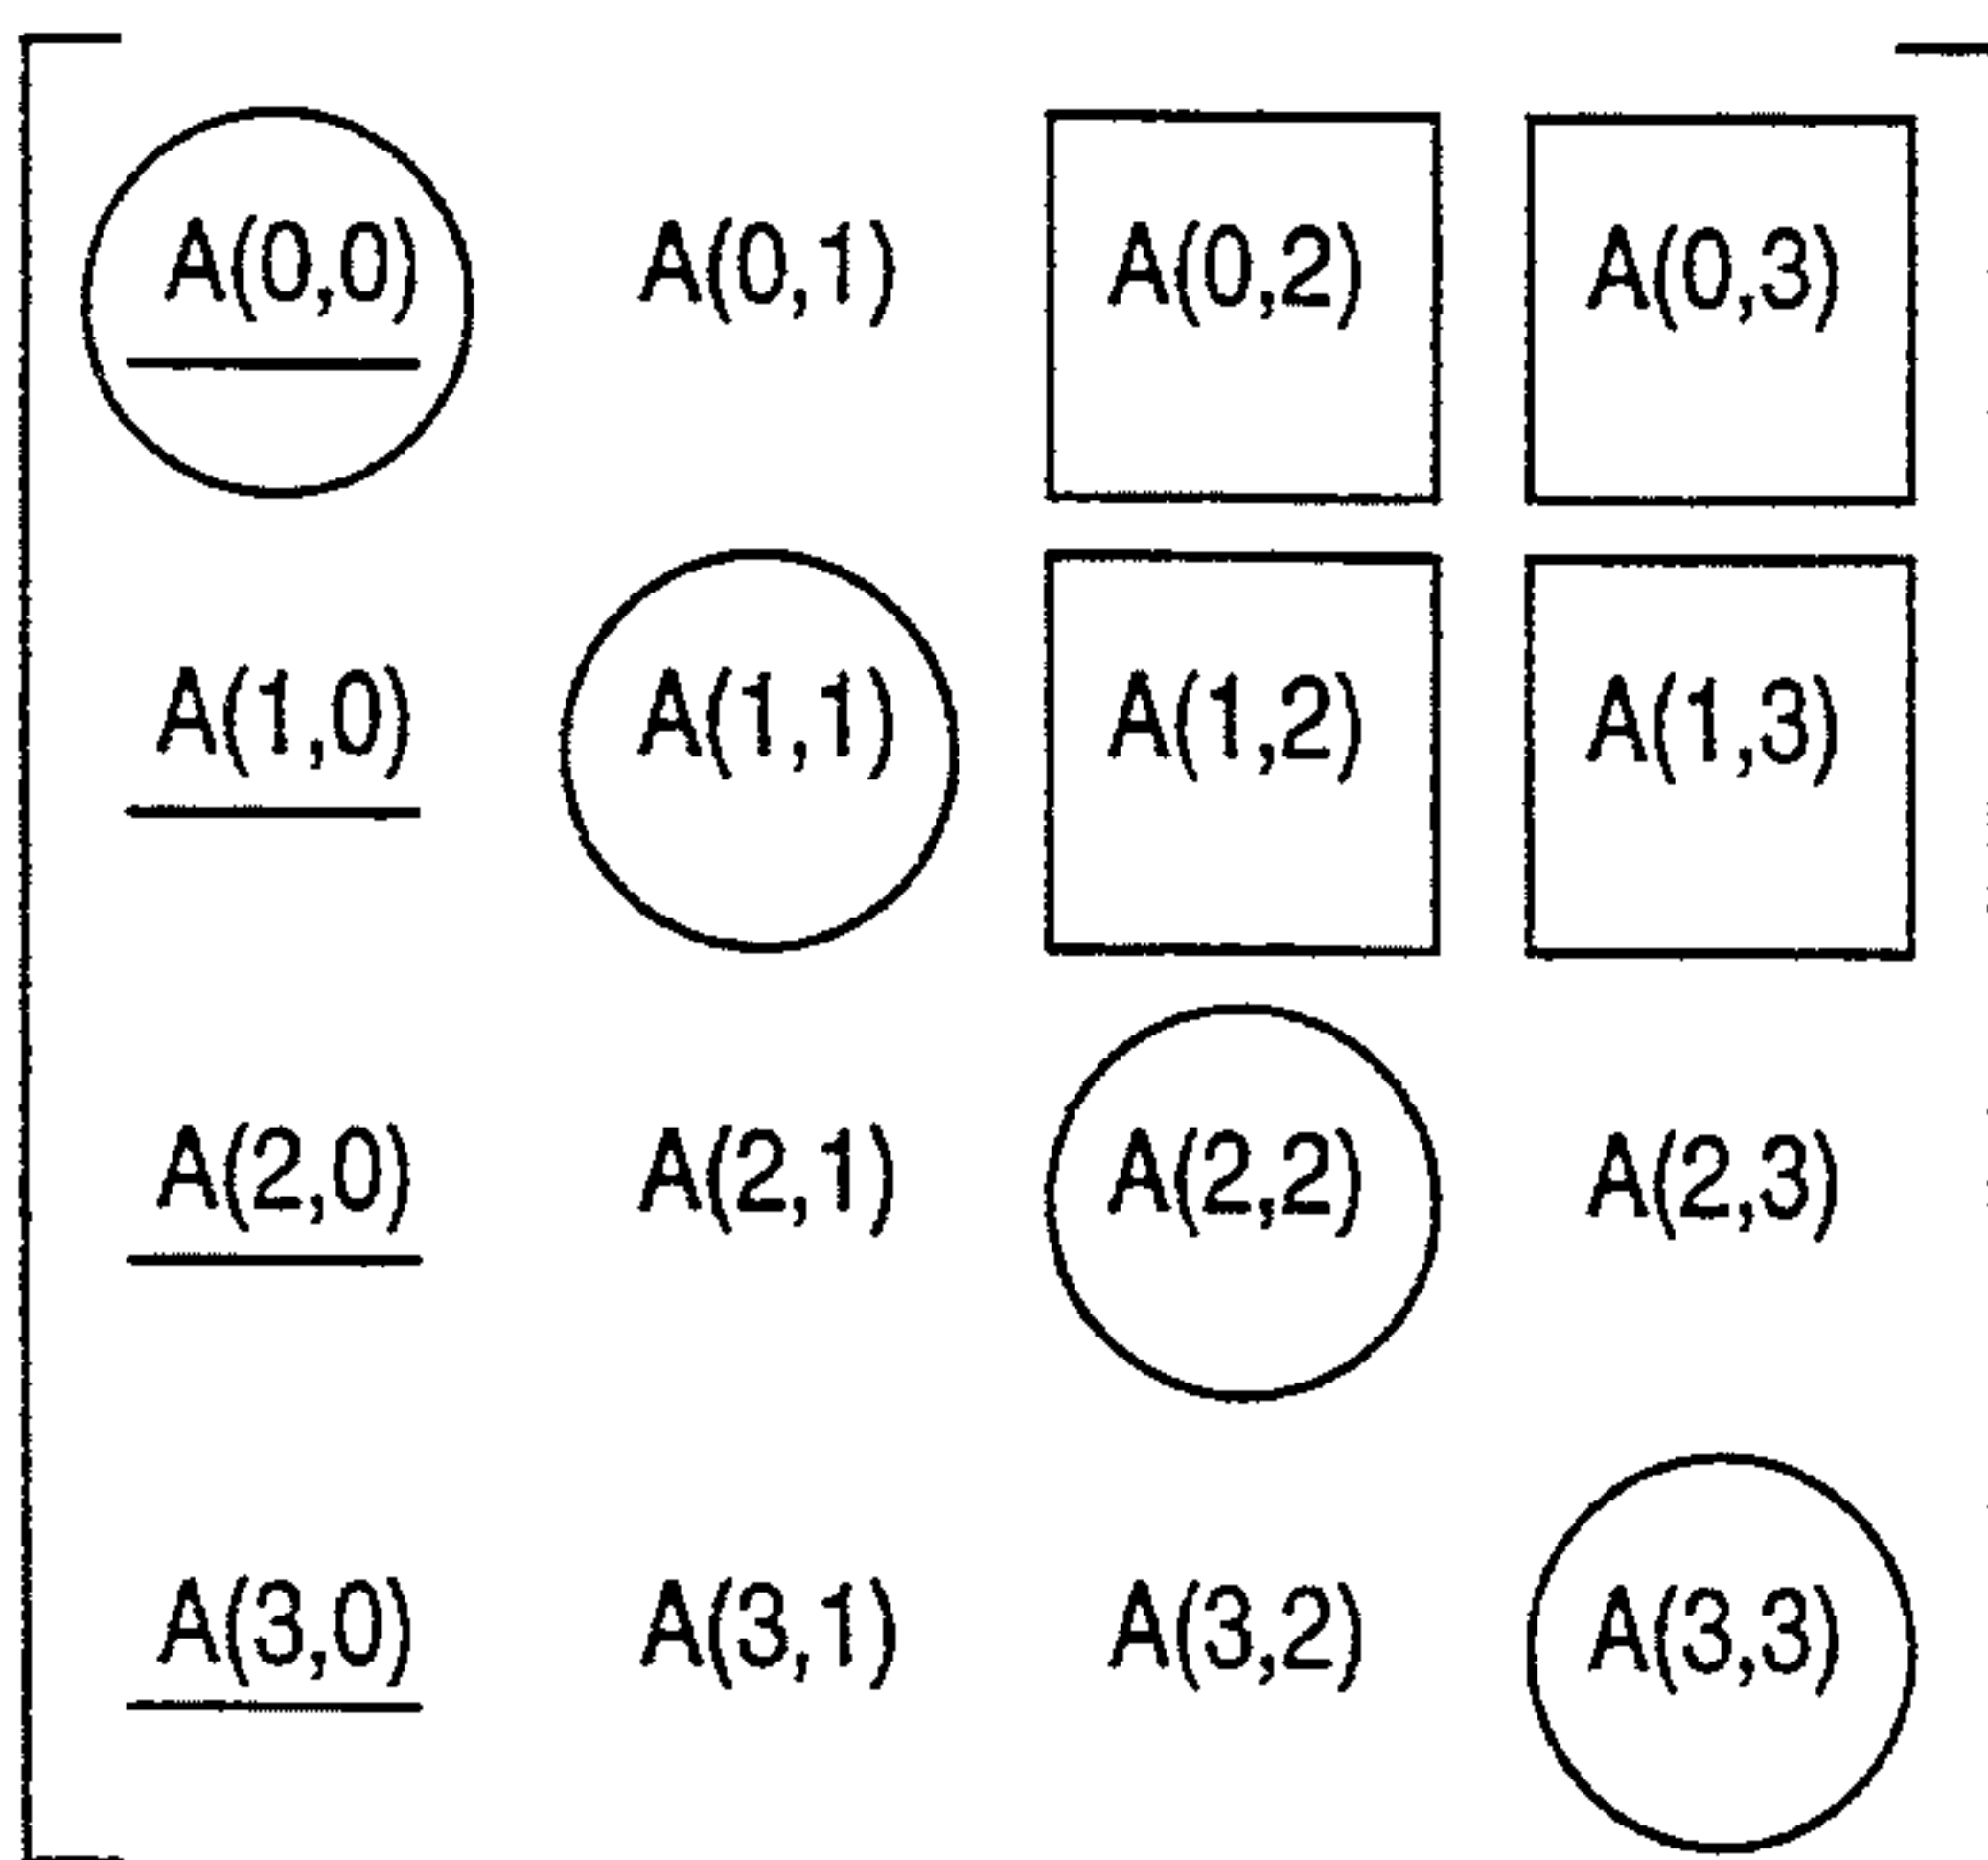 A(0,0) A(0,1) A(0,2) A(0,3)
A(1,0) A(1,1) A(1,2) A(1,3)
A(2,0) A(2,1) A(2,2) A(2,3)
A(3,0) A(3,1) A(3,2) A(3,3)